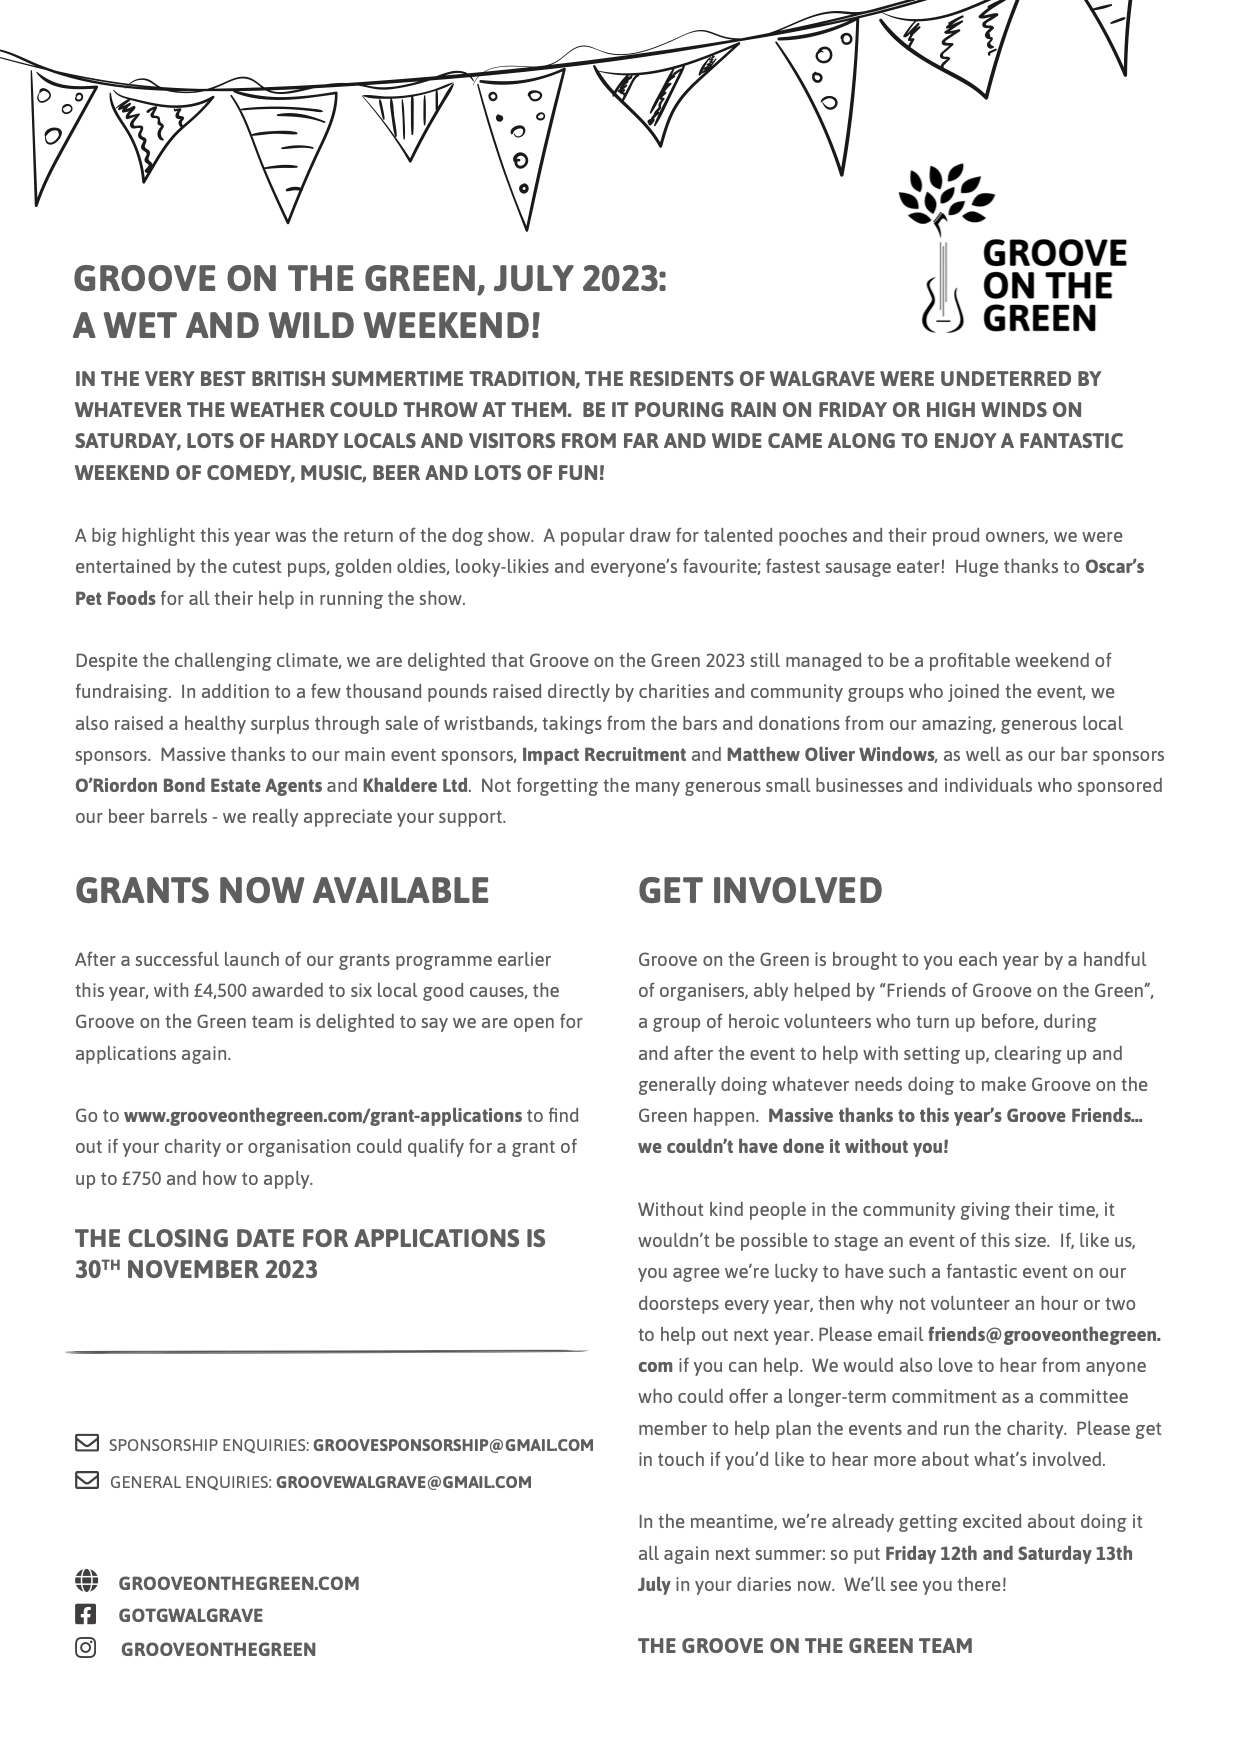 GROOVE
ON THE
GREEN
GROOVE ON THE GREEN, JULY 2023:
A WET AND WILD WEEKEND!
IN THE VERY BEST BRITISH SUMMERTIME TRADITION, THE RESIDENTS OF WALGRAVE WERE UNDETERRED BY
WHATEVER THE WEATHER COULD THROW AT THEM.  BE IT POURING RAIN ON FRIDAY OR HIGH WINDS ON
SATURDAY, LOTS OF HARDY LOCALS AND VISITORS FROM FAR AND WIDE CAME ALONG TO ENJOY A FANTASTIC
WEEKEND OF COMEDY, MUSIC, BEER AND LOTS OF FUN!
A big highlight this year was the return of the dog show.  A popular draw for talented pooches and their proud owners, we were
entertained by the cutest pups, golden oldies, looky-likies and everyone’s favourite; fastest sausage eater!  Huge thanks to Oscar’s
Pet Foods for all their help in running the show.
Despite the challenging climate, we are delighted that Groove on the Green 2023 still managed to be a profitable weekend of
fundraising.  In addition to a few thousand pounds raised directly by charities and community groups who joined the event, we
also raised a healthy surplus through sale of wristbands, takings from the bars and donations from our amazing, generous local
sponsors.  Massive thanks to our main event sponsors, Impact Recruitment and Matthew Oliver Windows, as well as our bar sponsors
O’Riordon Bond Estate Agents and Khaldere Ltd.  Not forgetting the many generous small businesses and individuals who sponsored
our beer barrels - we really appreciate your support.
GRANTS NOW AVAILABLE
After a successful launch of our grants programme earlier
this year, with £4,500 awarded to six local good causes, the
Groove on the Green team is delighted to say we are open for
applications again.
Go to www.grooveonthegreen.com/grant-applications to find
out if your charity or organisation could qualify for a grant of
up to £750 and how to apply.
THE CLOSING DATE FOR APPLICATIONS IS
30TH NOVEMBER 2023
SPONSORSHIP ENQUIRIES: GROOVESPONSORSHIP@GMAIL.COM
GENERAL ENQUIRIES: GROOVEWALGRAVE@GMAIL.COM
GROOVEONTHEGREEN.COM
GOTGWALGRAVE
GROOVEONTHEGREEN
GET INVOLVED
Groove on the Green is brought to you each year by a handful
of organisers, ably helped by “Friends of Groove on the Green”,
a group of heroic volunteers who turn up before, during
and after the event to help with setting up, clearing up and
generally doing whatever needs doing to make Groove on the
Green happen.  Massive thanks to this year’s Groove Friends...
we couldn’t have done it without you!
Without kind people in the community giving their time, it
wouldn’t be possible to stage an event of this size.  If, like us,
you agree we’re lucky to have such a fantastic event on our
doorsteps every year, then why not volunteer an hour or two
to help out next year. Please email friends@grooveonthegreen.
com if you can help.  We would also love to hear from anyone
who could offer a longer-term commitment as a committee
member to help plan the events and run the charity.  Please get
in touch if you’d like to hear more about what’s involved.
In the meantime, we’re already getting excited about doing it
all again next summer: so put Friday 12th and Saturday 13th
July in your diaries now.  We’ll see you there!
THE GROOVE ON THE GREEN TEAM